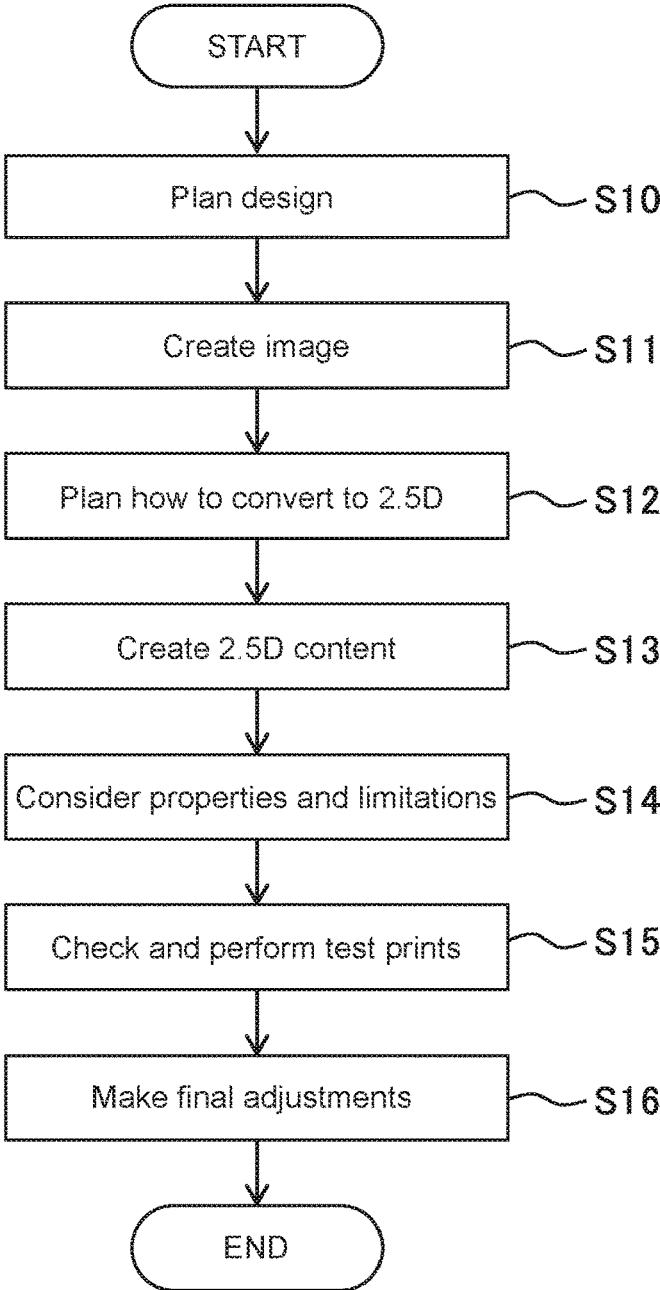 START
Plan design
S10
Create image
S11
Plan how to convert to 2.5D
S12
Create 2.5D content
S13
Consider properties and limitations
S14
Check and perform test prints
S15
Make final adjustments
S16
END